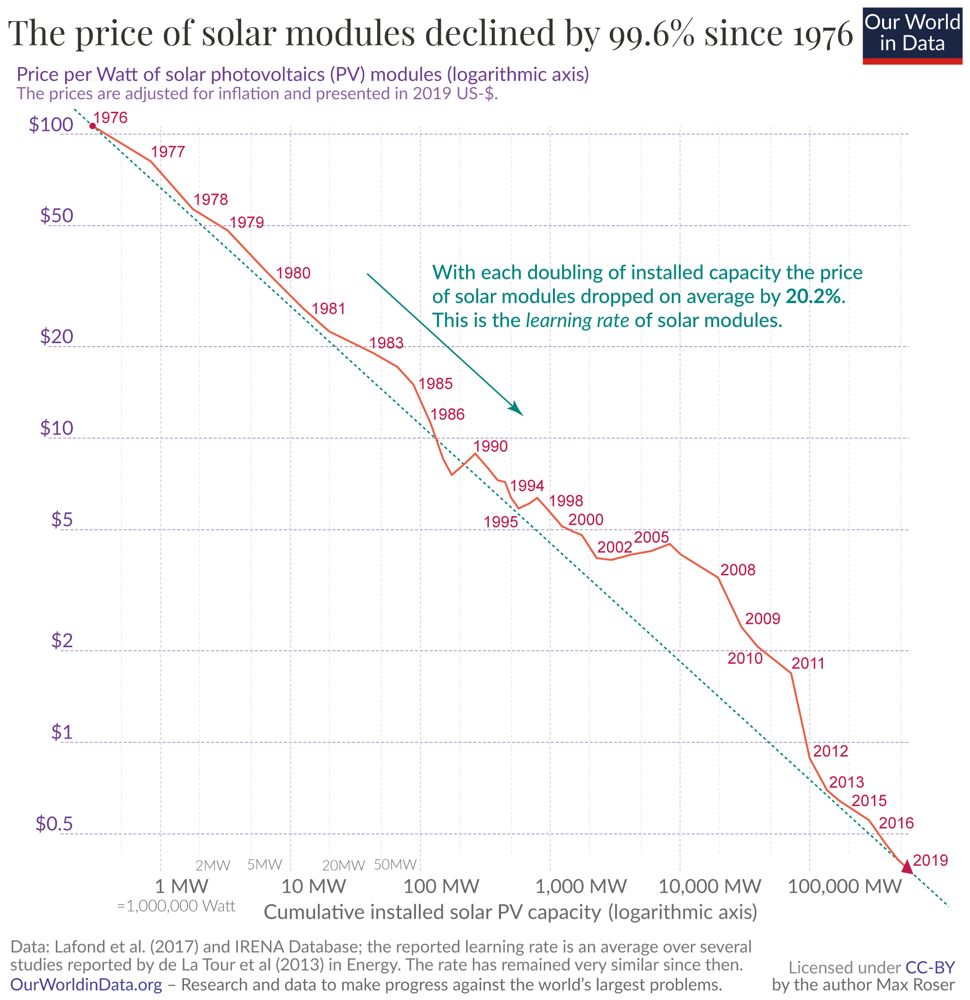 The price of solar modules declined by 99.6% since 1976
Our World
in Data
Price per Watt of solar photovoltaics (PV) modules (logarithmic axis)
The prices are adjusted for inflation and presented in 2019 US-$.
$100
$50
$20
$10
$5
$2
$1
$0.5
1976
1977
1978
1979
1980
1981
1983
1985
1986
1990
1994
1995
1998
2000
2002
2005
2008
2009
2010
2011
2012
2013
2015
2016
2019
With each doubling of installed capacity the price
of solar modules dropped on average by 20.2%.
This is the learning rate of solar modules.
2MW
5MW
20MW
50MW
1 MW
10 MW
100 MW
1,000 MW
10,000 MW
100,000 MW
=1,000,000 Watt
Cumulative installed solar PV capacity (logarithmic axis)
Data: Lafond et al. (2017) and IRENA Database; the reported learning rate is an average over several
studies reported by de La Tour et al (2013) in Energy. The rate has remained very similar since then.
OurWorldinData.org – Research and data to make progress against the world's largest problems.
Licensed under CC-BY
by the author Max Roser